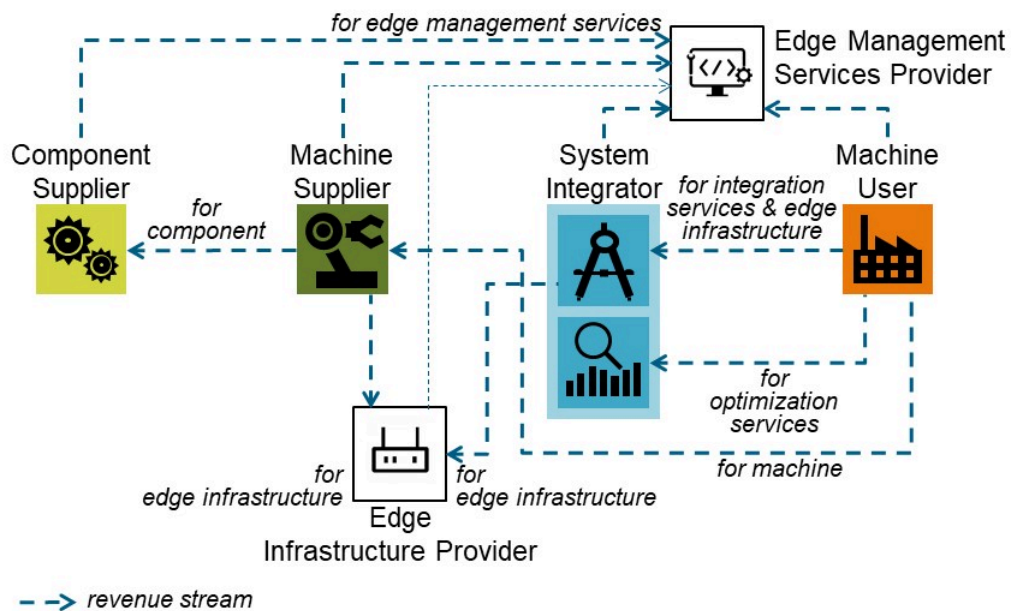 for edge management services
Edge Management
Services Provider
Component
Supplier
Machine
Supplier
System
Integrator
Machine
User
for
component
for integration
services & edge
infrastructure
for
optimization
services
for machine
for
edge infrastructure
for
edge infrastructure
Edge
Infrastructure Provider
revenue stream